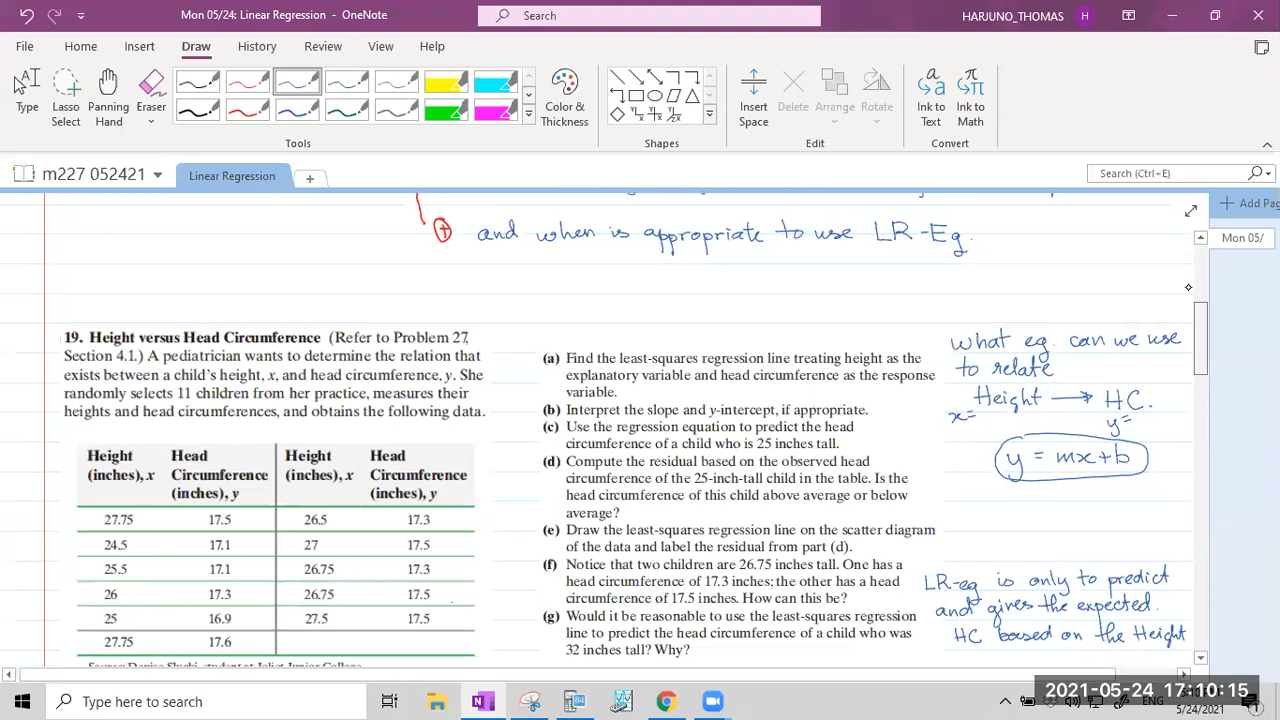 Mon 05/24: Linear Regression - OneNote
Search
HARJUNO_THOMAS
H
File
Home
Insert
Draw
History
Review
View
Help
Type
Lasso
Select
Panning
Hand
Eraser
Color &
Thickness
Insert
Space
Delete
Arrange
Rotate
Ink to
Text
Ink to
Math
Tools
Shapes
Edit
Convert
m227 052421
Linear Regression
Search (Ctrl+E)
Add Pag
Mon 05/
+ and when is appropriate to use LR-Eq.
19. Height versus Head Circumference (Refer to Problem 27,
Section 4.1.) A pediatrician wants to determine the relation that
exists between a child's height, x, and head circumference, y. She
randomly selects 11 children from her practice, measures their
heights and head circumferences, and obtains the following data.
Height
(inches), x
Head
Circumference
(inches), y
Height
(inches), x
Head
Circumference
(inches), y
27.75 17.5 26.5 17.3
24.5 17.1 27 17.5
25.5 17.1 26.75 17.3
26 17.3 26.75 17.5
25 16.9 27.5 17.5
27.75 17.6
(a) Find the least-squares regression line treating height as the
explanatory variable and head circumference as the response
variable.
(b) Interpret the slope and y-intercept, if appropriate.
(c) Use the regression equation to predict the head
circumference of a child who is 25 inches tall.
(d) Compute the residual based on the observed head
circumference of the 25-inch-tall child in the table. Is the
head circumference of this child above average or below
average?
(e) Draw the least-squares regression line on the scatter diagram
of the data and label the residual from part (d).
(f) Notice that two children are 26.75 inches tall. One has a
head circumference of 17.3 inches; the other has a head
circumference of 17.5 inches. How can this be?
(g) Would it be reasonable to use the least-squares regression
line to predict the head circumference of a child who was
32 inches tall? Why?
what eq. can we use
to relate
Height → HC.
x= y=
y = mx+b
LR-eq is only to predict
and gives the expected.
HC based on the Height
Type here to search
2021-05-24 17:10:15
5/24/2021